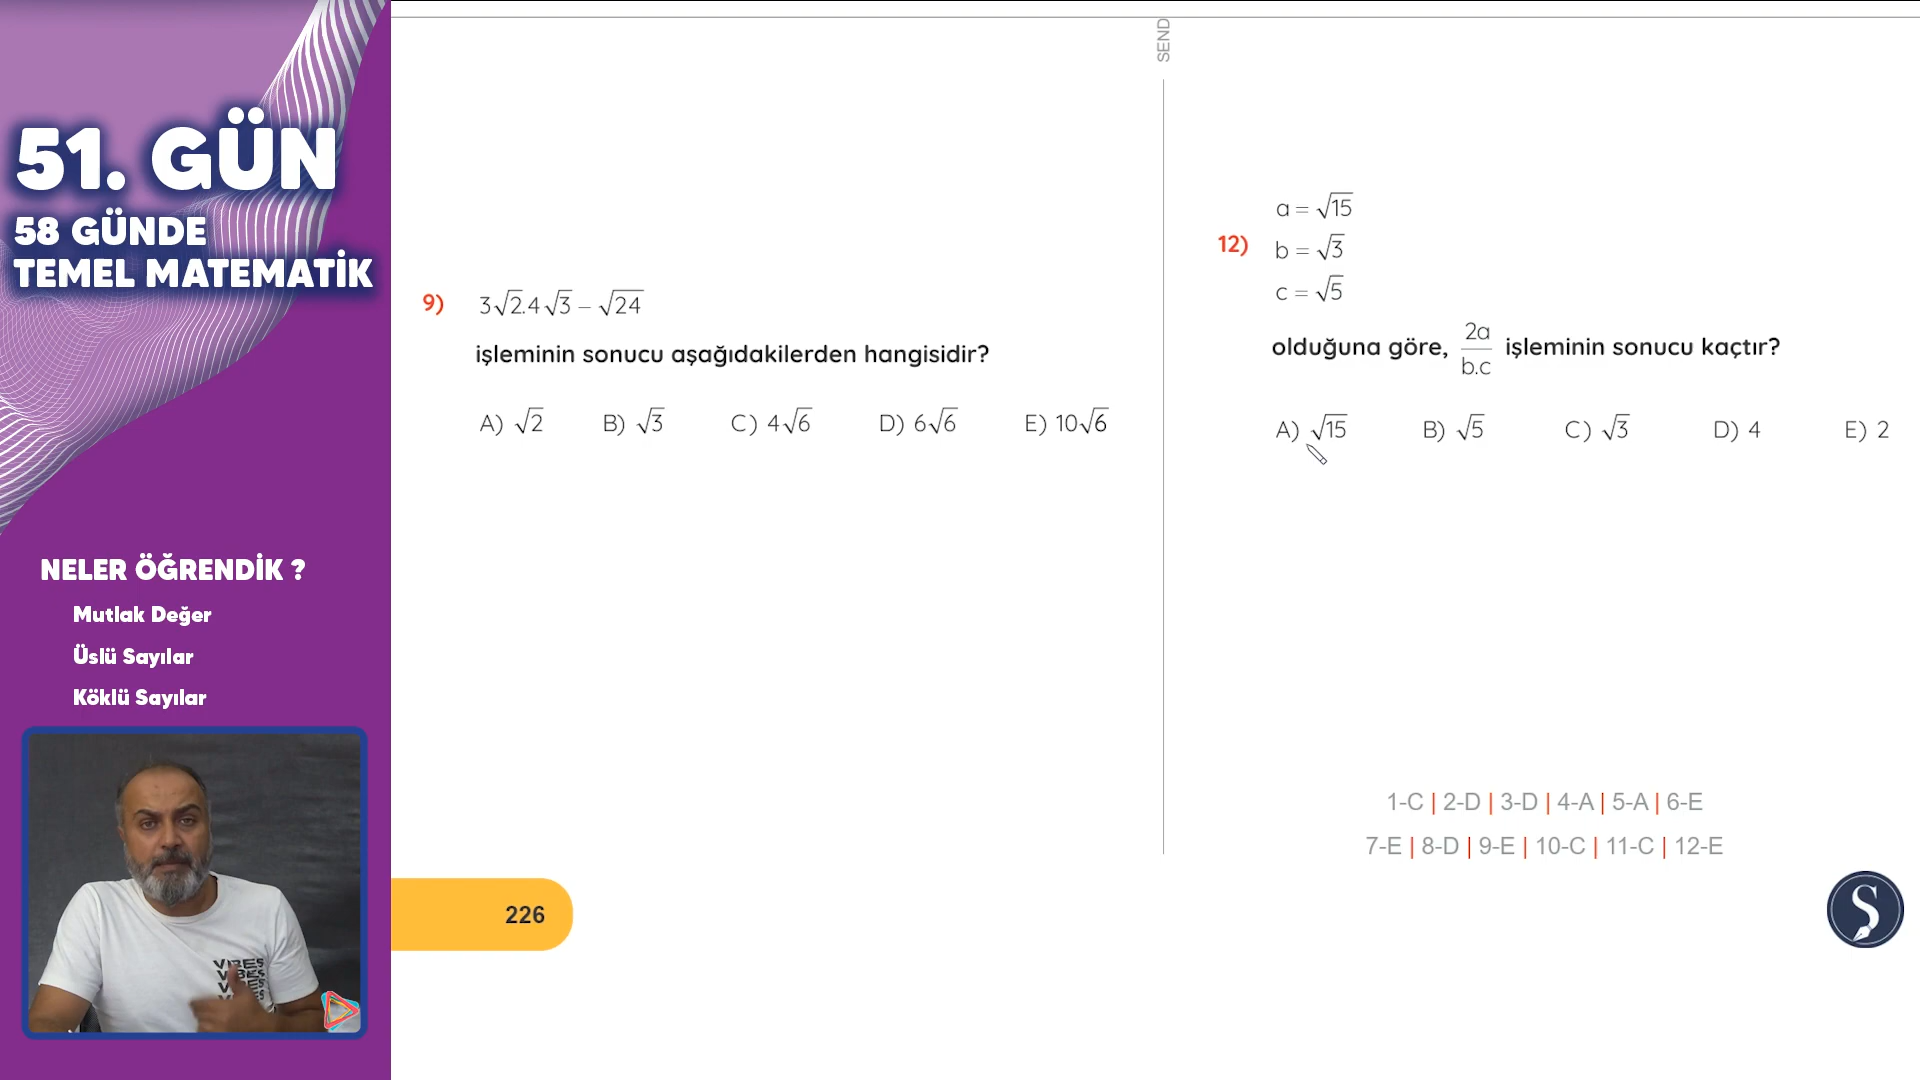 51. GÜN
58 GÜNDE
TEMEL MATEMATİK
NELER ÖĞRENDİK ?
Mutlak Değer
Üslü Sayılar
Köklü Sayılar
VIBES
VIBES
9) 3√2.4√3 – √24
işleminin sonucu aşağıdakilerden hangisidir?
A) √2 B) √3 C) 4√6 D) 6√6 E) 10√6
226
SEND
12)
a = √15
b = √3
c = √5
olduğuna göre, 2a/b.c işleminin sonucu kaçtır?
A) √15 B) √5 C) √3 D) 4 E) 2
1-C | 2-D | 3-D | 4-A | 5-A | 6-E
7-E | 8-D | 9-E | 10-C | 11-C | 12-E
S